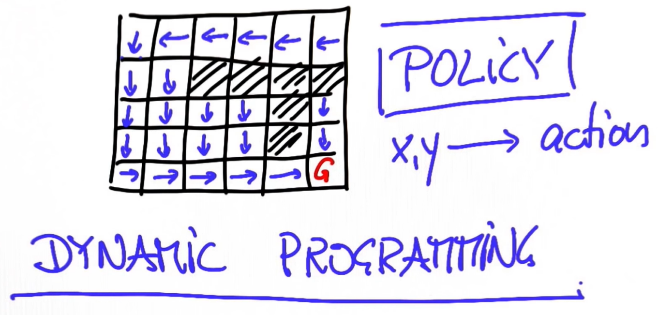 POLICY
x,y → action
G
DYNAMIC PROGRAMMING